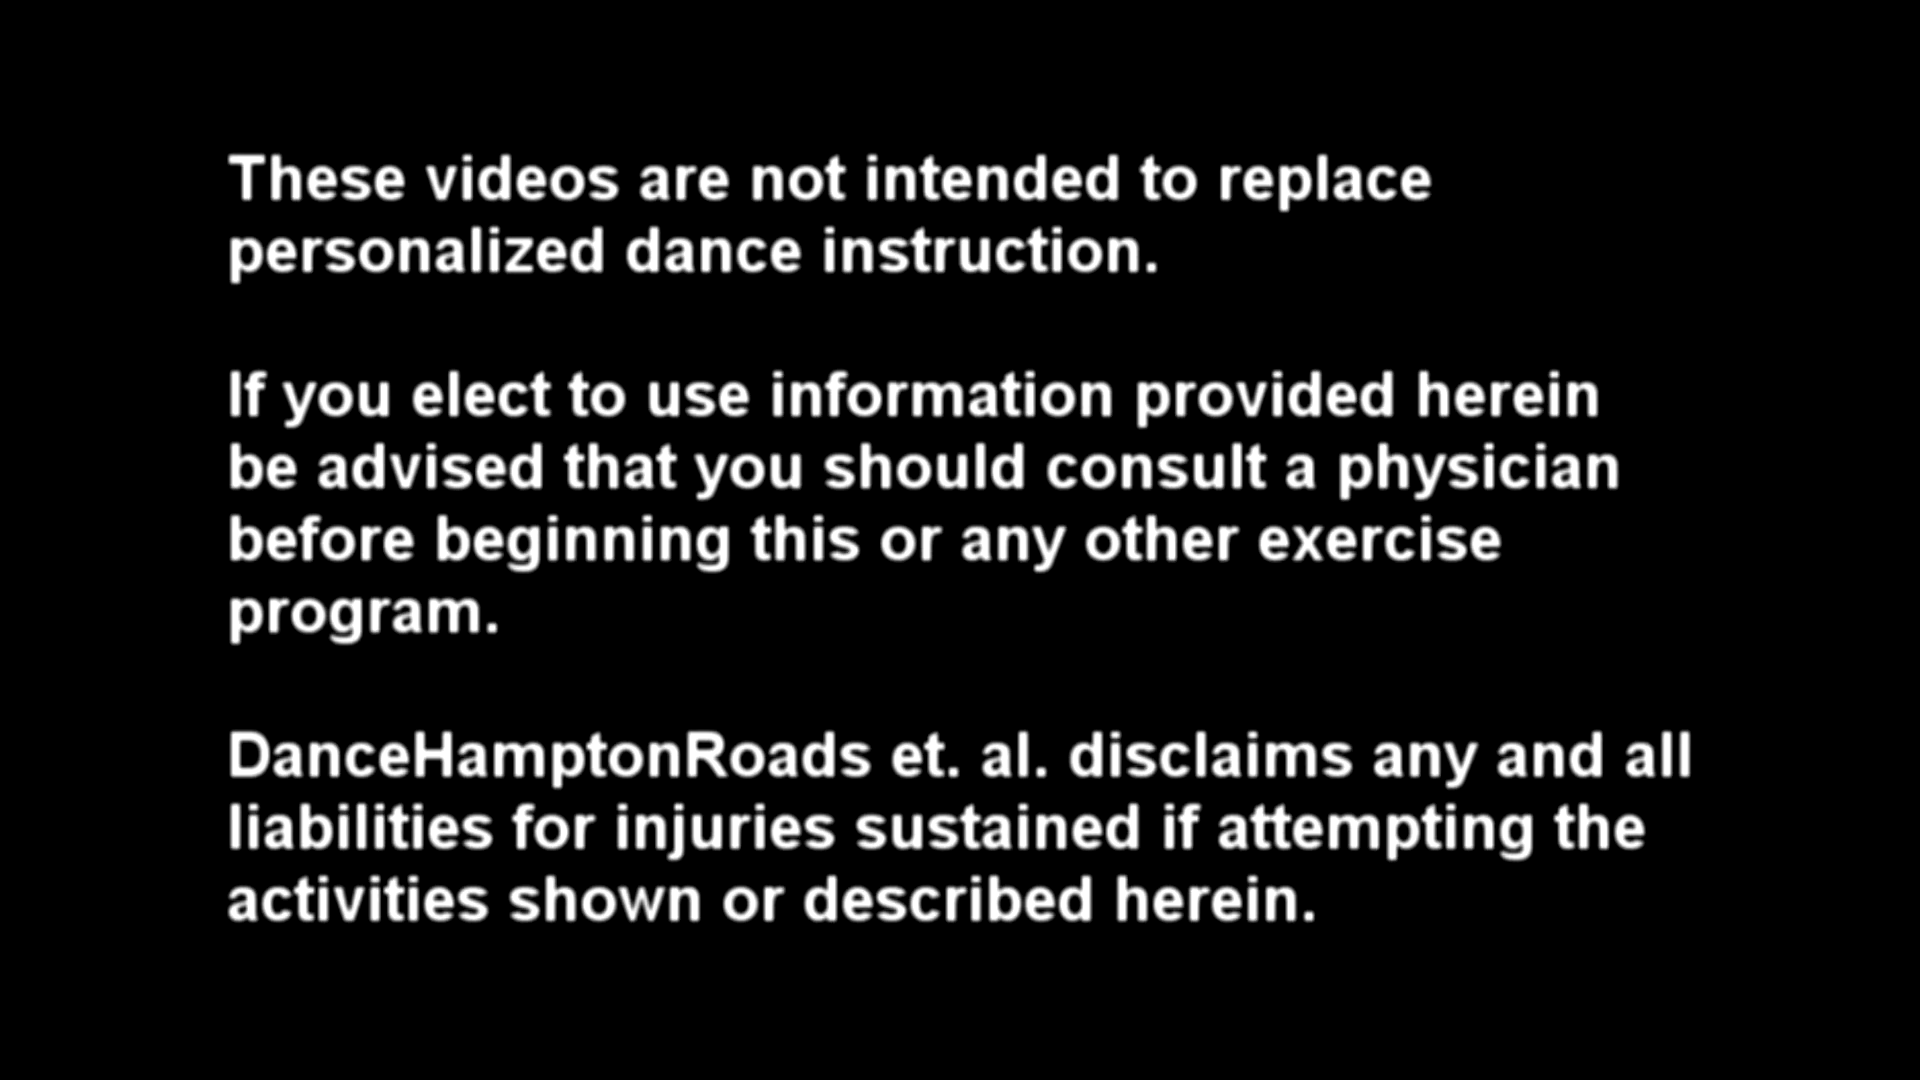 These videos are not intended to replace
personalized dance instruction.
If you elect to use information provided herein
be advised that you should consult a physician
before beginning this or any other exercise
program.
DanceHamptonRoads et. al. disclaims any and all
liabilities for injuries sustained if attempting the
activities shown or described herein.